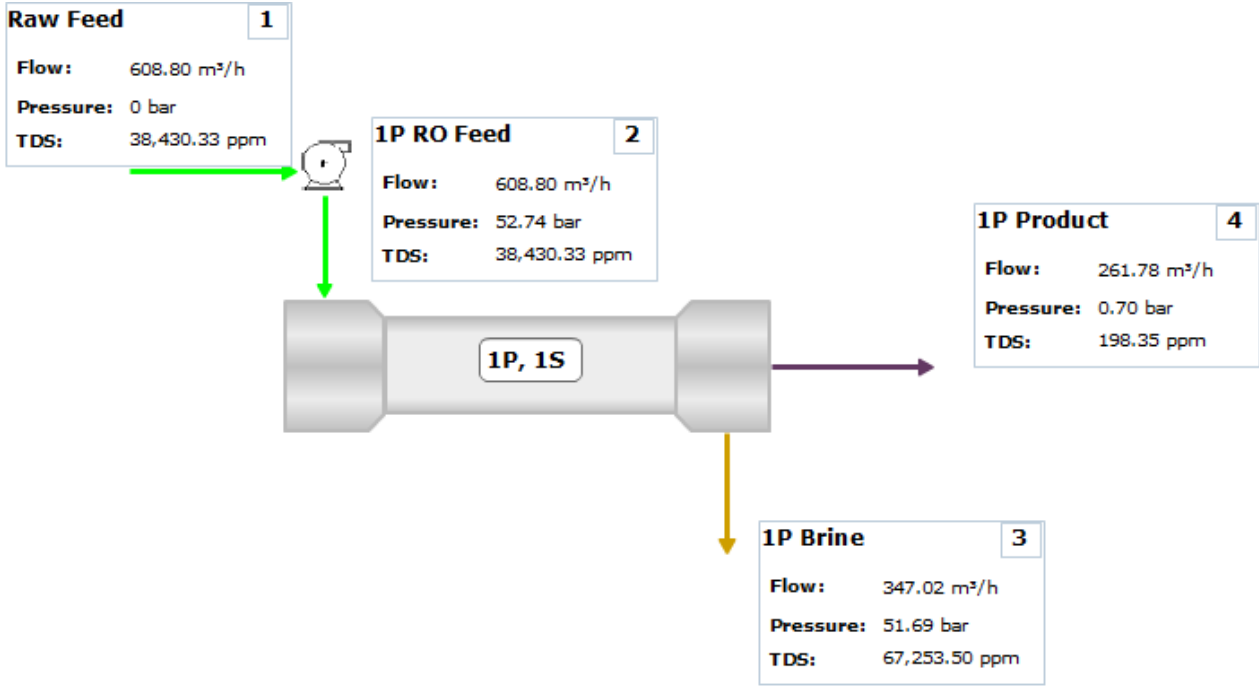 Raw Feed 1
Flow: 608.80 m³/h
Pressure: 0 bar
TDS: 38,430.33 ppm
1P RO Feed 2
Flow: 608.80 m³/h
Pressure: 52.74 bar
TDS: 38,430.33 ppm
1P Product 4
Flow: 261.78 m³/h
Pressure: 0.70 bar
TDS: 198.35 ppm
1P, 1S
1P Brine 3
Flow: 347.02 m³/h
Pressure: 51.69 bar
TDS: 67,253.50 ppm